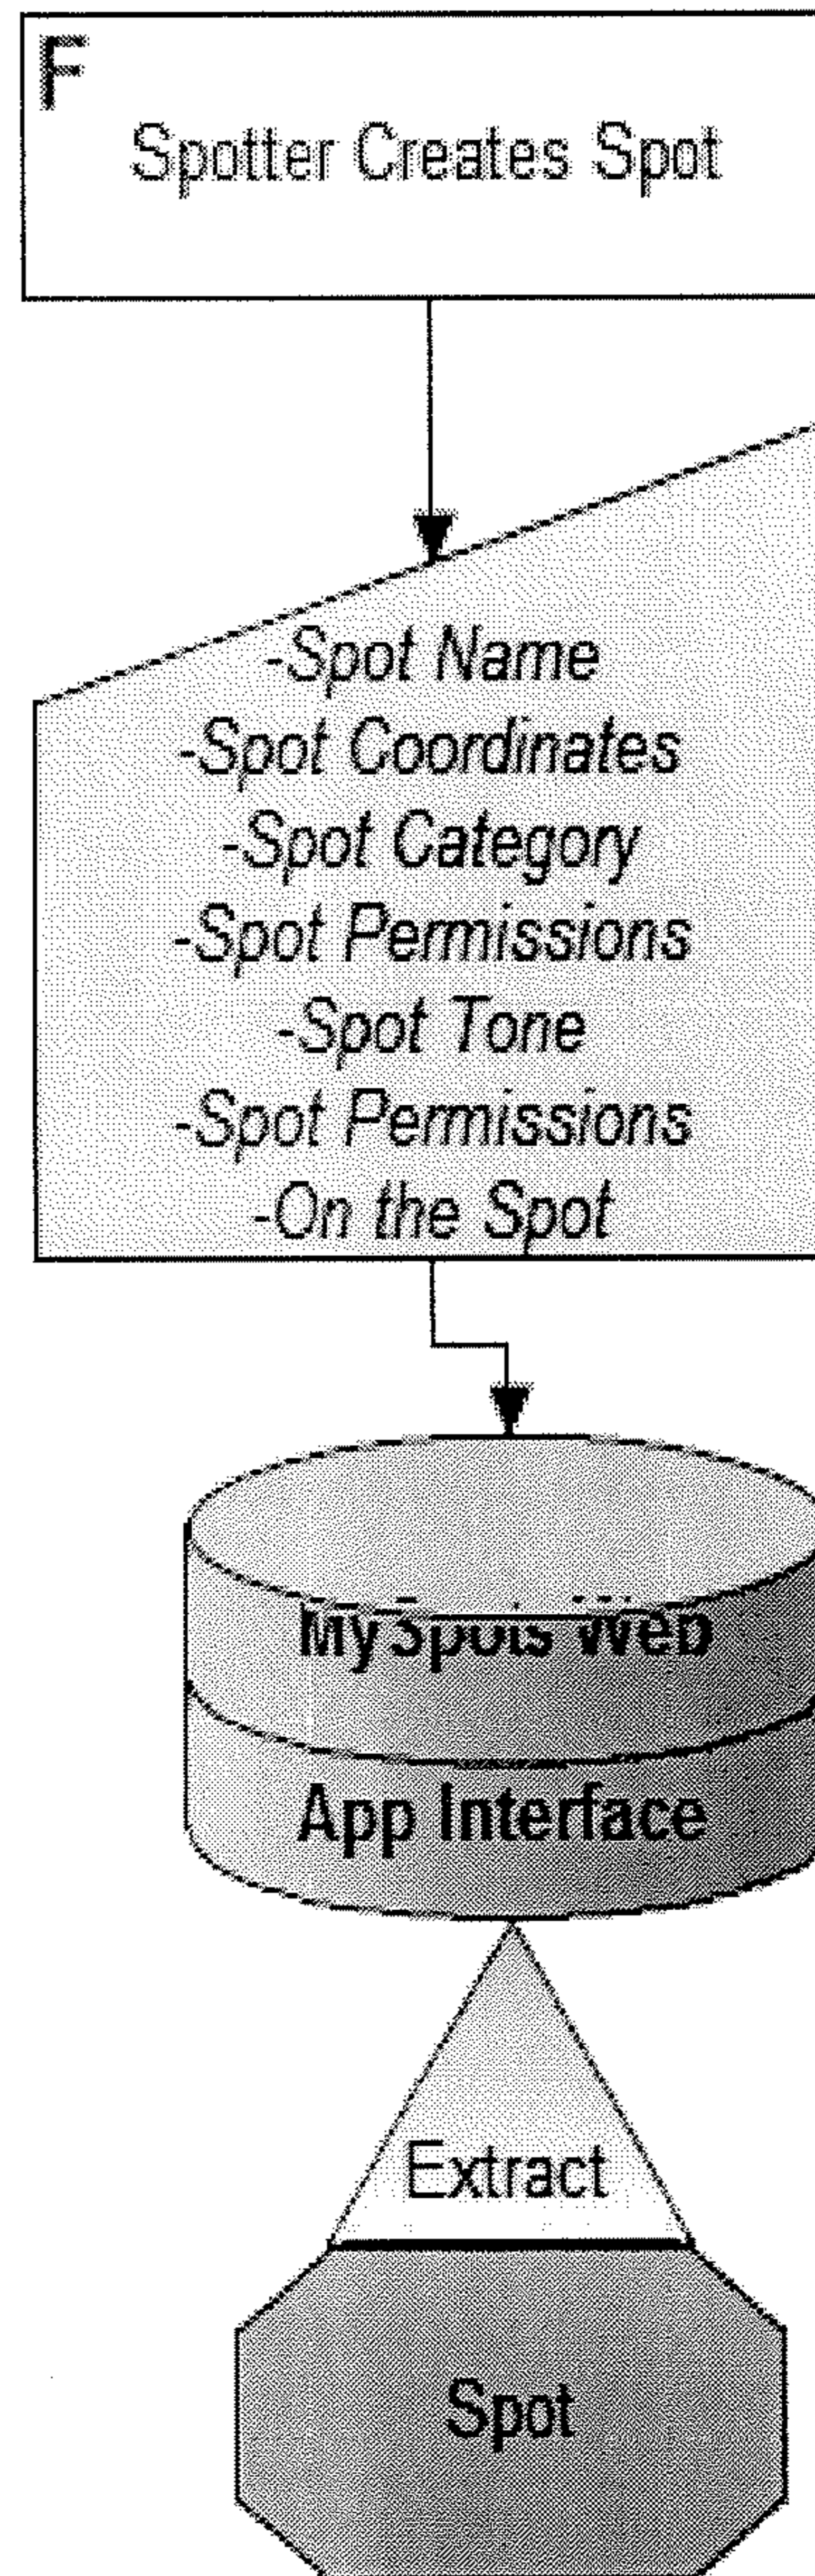 F
Spotter Creates Spot
-Spot Name
-Spot Coordinates
-Spot Category
-Spot Permissions
-Spot Tone
-Spot Permissions
-On the Spot
MySpots Web
App Interface
Extract
Spot